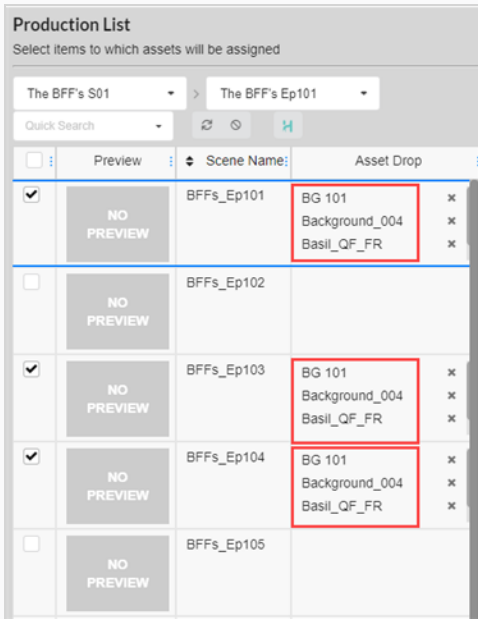 Production List
Select items to which assets will be assigned
The BFF's S01 > The BFF's Ep101
Quick Search
Preview Scene Name Asset Drop
NO PREVIEW
BFFs_Ep101
BG 101
Background_004
Basil_QF_FR
NO PREVIEW
BFFs_Ep102
NO PREVIEW
BFFs_Ep103
BG 101
Background_004
Basil_QF_FR
NO PREVIEW
BFFs_Ep104
BG 101
Background_004
Basil_QF_FR
NO PREVIEW
BFFs_Ep105